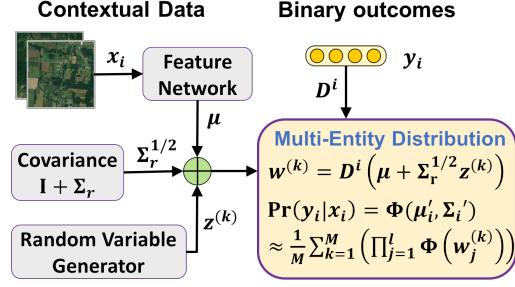 Contextual Data
Binary outcomes
x_i
Feature
Network
y_i
D^i
μ
Covariance
I + Σ_r
Σ_r^{1/2}
z^{(k)}
Random Variable
Generator
Multi-Entity Distribution
w^{(k)} = D^i (μ + Σ_r^{1/2} z^{(k)})
Pr(y_i|x_i) = Φ(μ_i′, Σ_i′)
≈ \frac{1}{M} ∑_{k=1}^{M} (∏_{j=1}^{l} Φ (w_j^{(k)}))